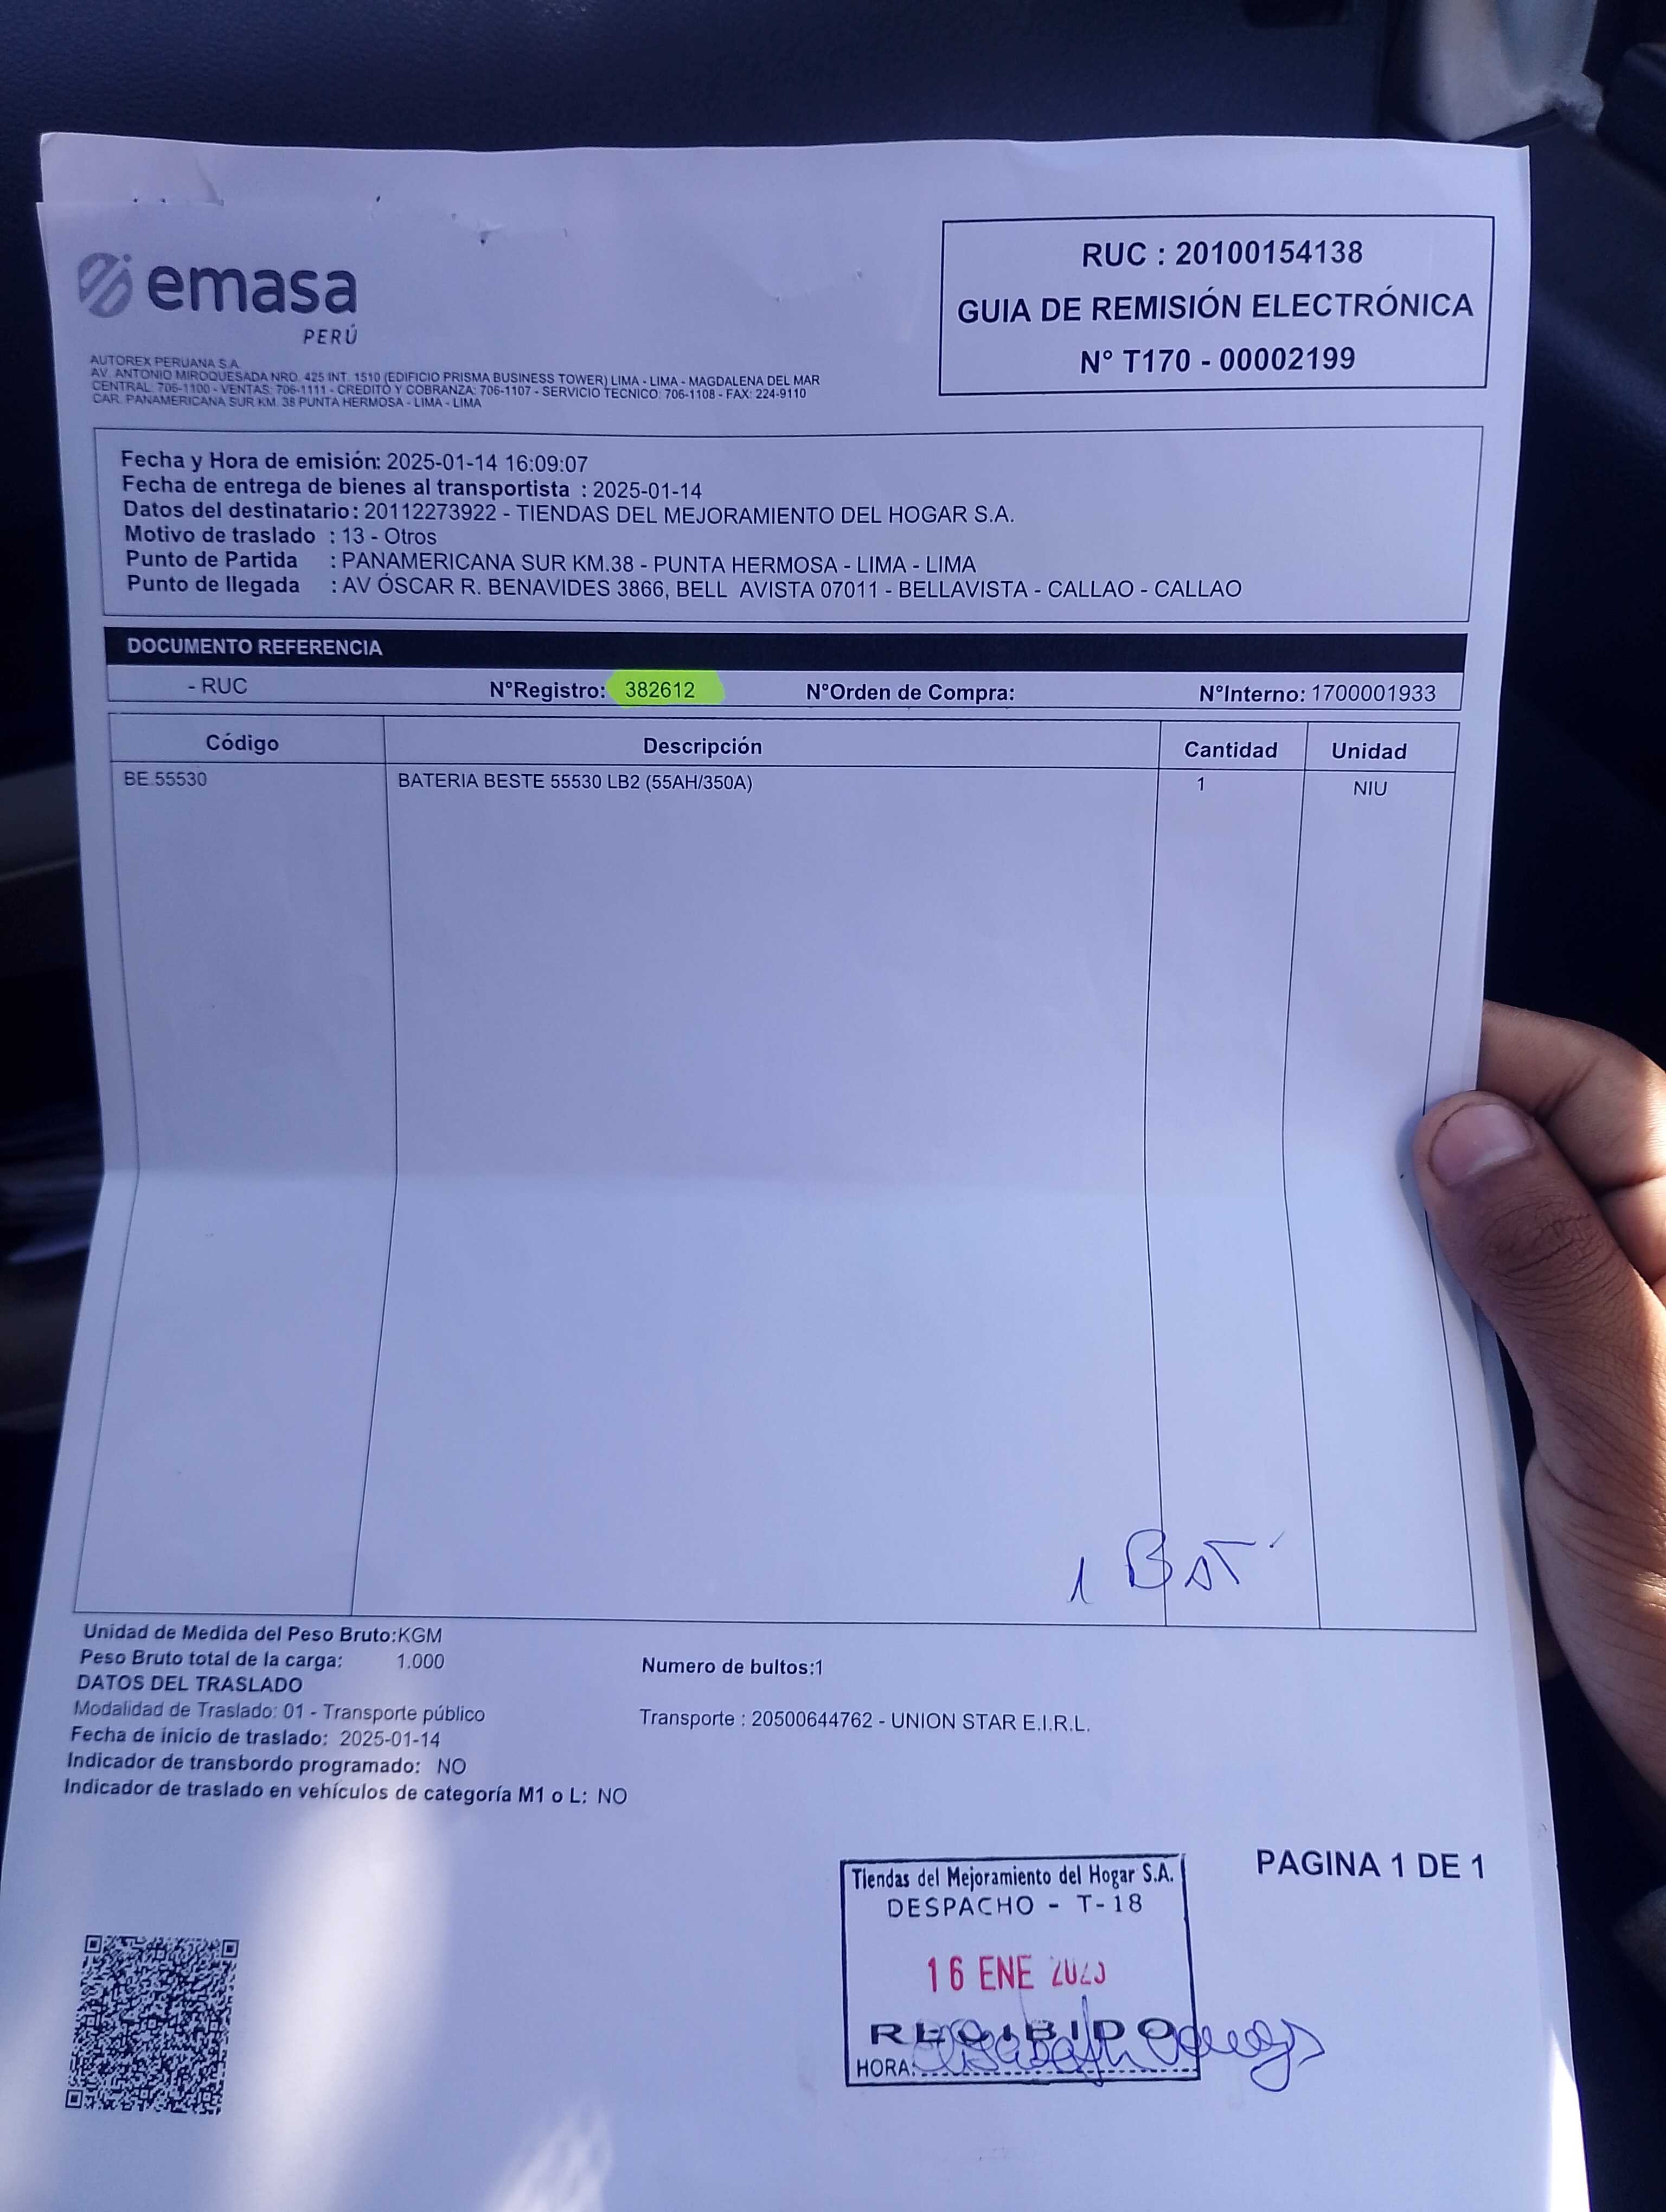 emasa
PERÚ
RUC : 20100154138
GUIA DE REMISIÓN ELECTRÓNICA
N° T170 - 00002199
AUTOREX PERUANA S.A.
AV. ANTONIO MIROQUESADA NRO. 425 INT. 1510 (EDIFICIO PRISMA BUSINESS TOWER) LIMA - LIMA - MAGDALENA DEL MAR
CENTRAL: 706-1100 - VENTAS: 706-1111 - CREDITO Y COBRANZA: 706-1107 - SERVICIO TECNICO: 706-1108 - FAX: 224-9110
CAR. PANAMERICANA SUR KM. 38 PUNTA HERMOSA - LIMA - LIMA
Fecha y Hora de emisión: 2025-01-14 16:09:07
Fecha de entrega de bienes al transportista : 2025-01-14
Datos del destinatario: 20112273922 - TIENDAS DEL MEJORAMIENTO DEL HOGAR S.A.
Motivo de traslado : 13 - Otros
Punto de Partida : PANAMERICANA SUR KM.38 - PUNTA HERMOSA - LIMA - LIMA
Punto de llegada : AV ÓSCAR R. BENAVIDES 3866, BELL AVISTA 07011 - BELLAVISTA - CALLAO - CALLAO
DOCUMENTO REFERENCIA
- RUC N°Registro: 382612 N°Orden de Compra: N°Interno: 1700001933
Código Descripción Cantidad Unidad
BE.55530 BATERIA BESTE 55530 LB2 (55AH/350A) 1 NIU
1 BAT
Unidad de Medida del Peso Bruto:KGM
Peso Bruto total de la carga: 1.000 Numero de bultos:1
DATOS DEL TRASLADO
Modalidad de Traslado: 01 - Transporte público Transporte : 20500644762 - UNION STAR E.I.R.L.
Fecha de inicio de traslado: 2025-01-14
Indicador de transbordo programado: NO
Indicador de traslado en vehículos de categoría M1 o L: NO
PAGINA 1 DE 1
Tiendas del Mejoramiento del Hogar S.A.
DESPACHO - T-18
16 ENE 2025
RECIBIDO
HORA: